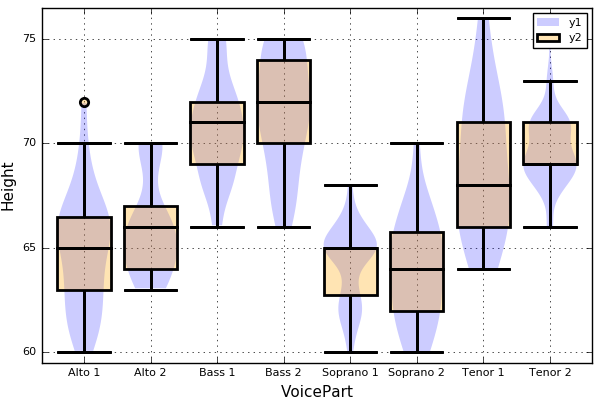 y1
y2
75
70
65
60
Height
Alto 1 Alto 2 Bass 1 Bass 2 Soprano 1 Soprano 2 Tenor 1 Tenor 2
VoicePart